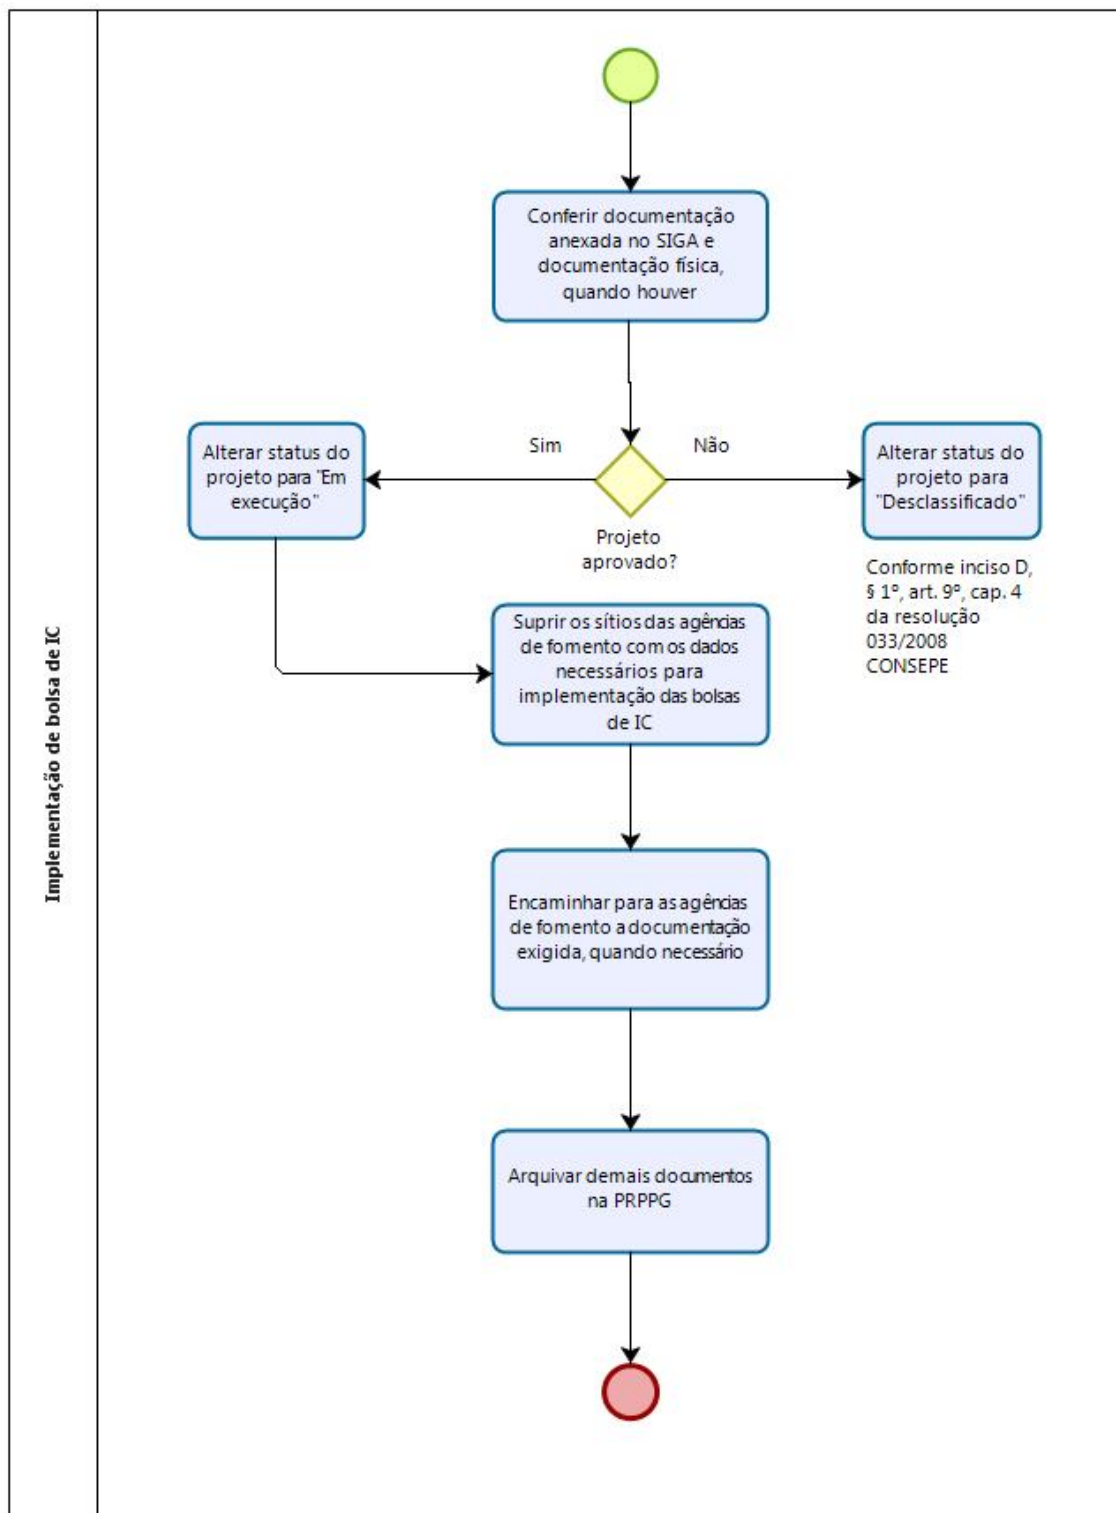 Implementação de bolsa de IC
Conferir documentação
anexada no SIGA e
documentação física,
quando houver
Sim
Não
Alterar status do
projeto para "Em
execução"
Projeto
aprovado?
Alterar status do
projeto para
"Desclassificado"
Conforme inciso D,
§ 1º, art. 9º, cap. 4
da resolução
033/2008
CONSEPE
Suprir os sítios das agências
de fomento com os dados
necessários para
implementação das bolsas
de IC
Encaminhar para as agências
de fomento a documentação
exigida, quando necessário
Arquivar demais documentos
na PRPPG